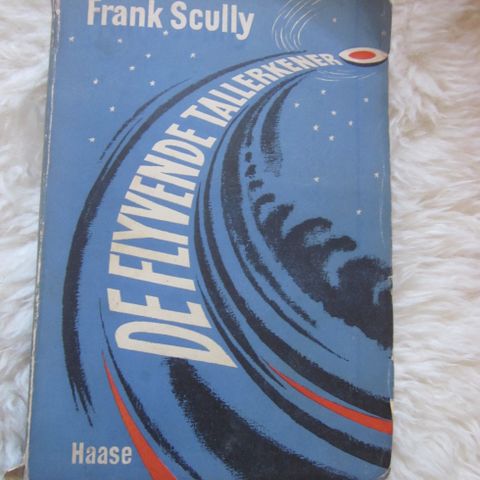 Frank Scully
DE FLYVENDE TALLERKENER
Haase